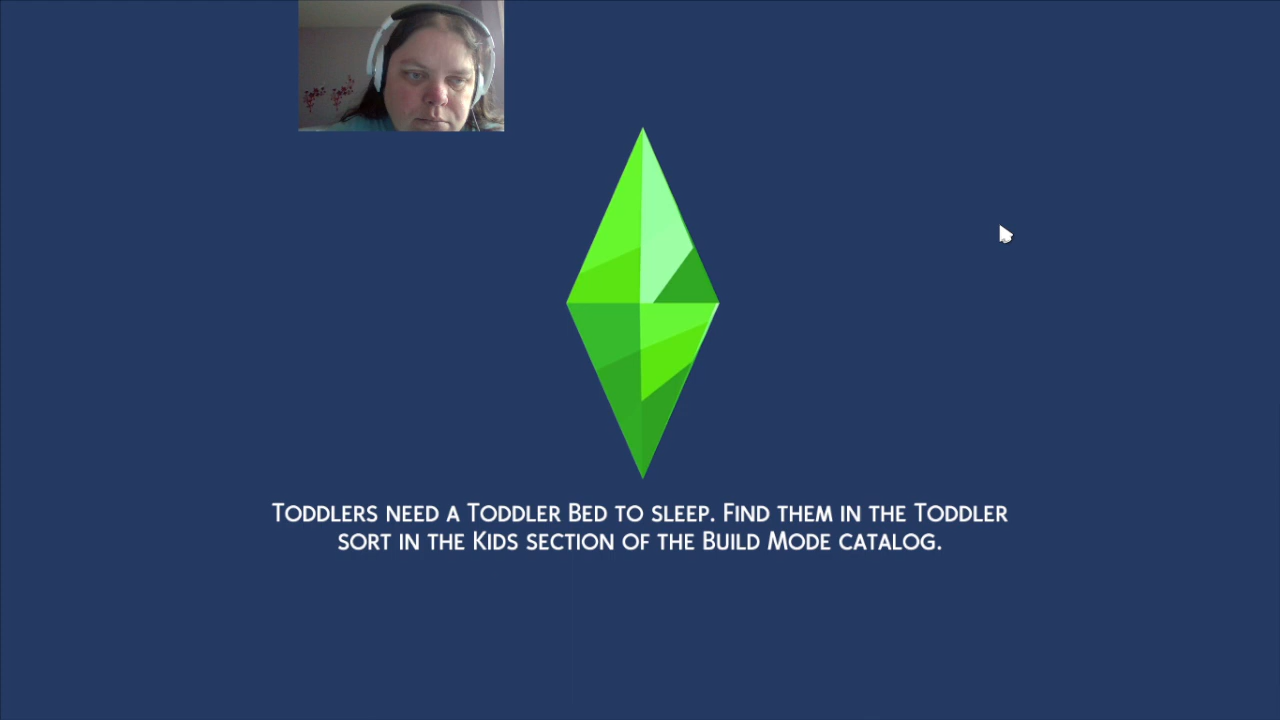 Toddlers need a Toddler Bed to sleep. Find them in the Toddler
sort in the Kids section of the Build Mode catalog.